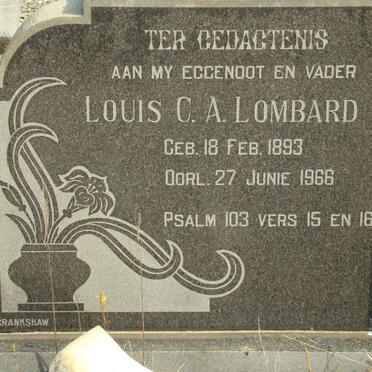 TER GEDAGTENIS
AAN MY EGGENOOT EN VADER
LOUIS C. A. LOMBARD
GEB. 18 FEB. 1893
OORL. 27 JUNIE 1966
PSALM 103 VERS 15 EN 16
CRANKSHAW